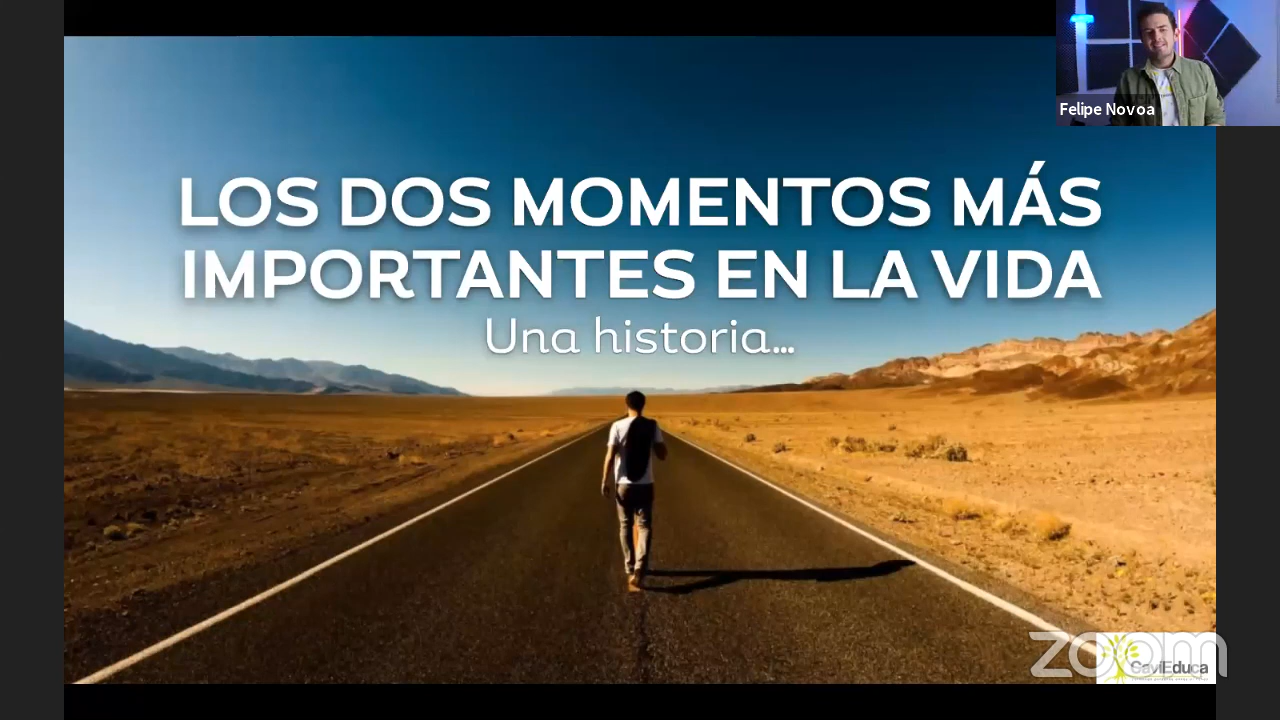 Felipe Novoa
LOS DOS MOMENTOS MÁS
IMPORTANTES EN LA VIDA
Una historia...
zoom
SaviEduca